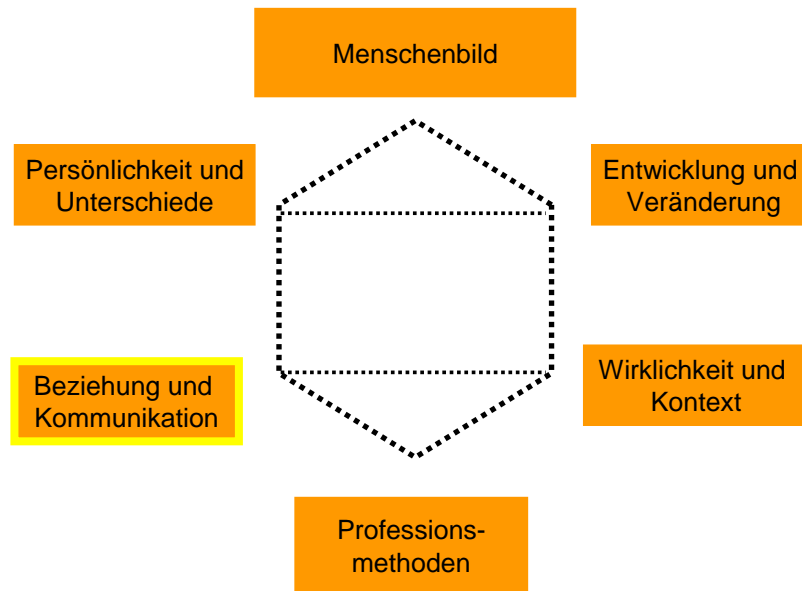 Menschenbild
Persönlichkeit und
Unterschiede
Entwicklung und
Veränderung
Beziehung und
Kommunikation
Wirklichkeit und
Kontext
Professions-
methoden